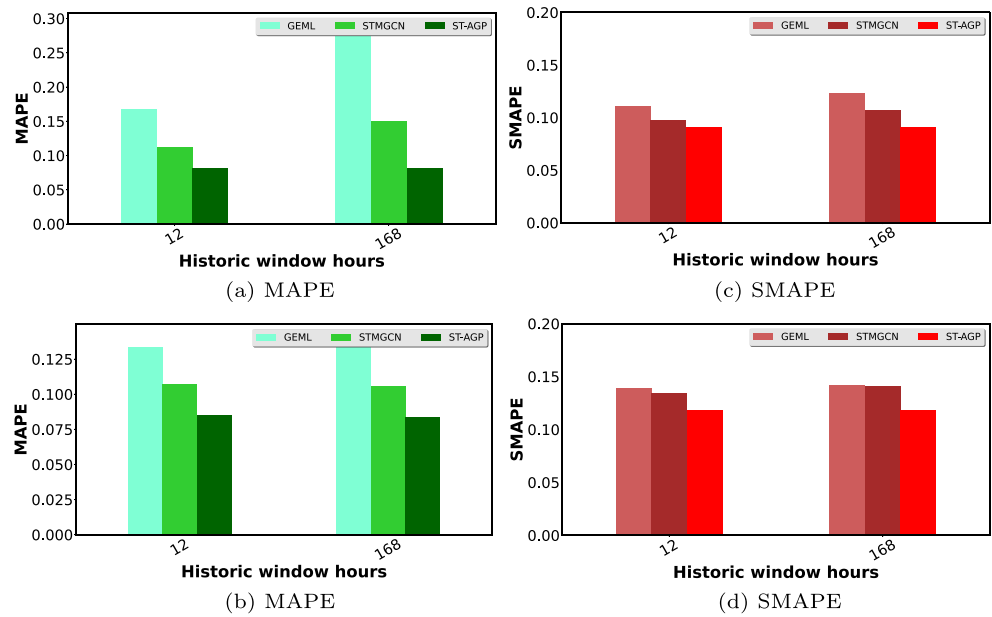 GEML STMGCN ST-AGP
0.30
0.25
0.20
0.15
0.10
0.05
0.00
MAPE
12
168
Historic window hours
(a) MAPE
GEML STMGCN ST-AGP
0.20
0.15
0.10
0.05
0.00
SMAPE
12
168
Historic window hours
(c) SMAPE
GEML STMGCN ST-AGP
0.125
0.100
0.075
0.050
0.025
0.000
MAPE
12
168
Historic window hours
(b) MAPE
GEML STMGCN ST-AGP
0.20
0.15
0.10
0.05
0.00
SMAPE
12
168
Historic window hours
(d) SMAPE